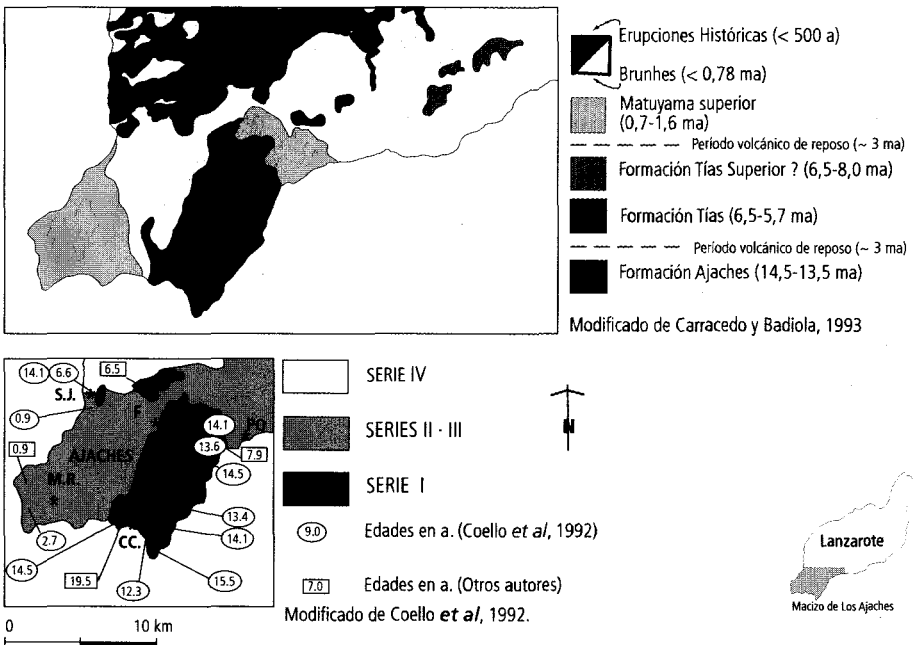 Erupciones Históricas (< 500 a)
Brunhes (< 0,78 ma)
Matuyama superior
(0,7-1,6 ma)
Período volcánico de reposo (~ 3 ma)
Formación Tías Superior ? (6,5-8,0 ma)
Formación Tías (6,5-5,7 ma)
Período volcánico de reposo (~ 3 ma)
Formación Ajaches (14,5-13,5 ma)
Modificado de Carracedo y Badiola, 1993
14.1
6.6
6.5
S.J.
F
0.9
14.1
PQ
AJACHES
13.6
7.9
0.9
14.5
M.R.
13.4
2.7
CC.
14.1
14.5
19.5
12.3
15.5
SERIE IV
SERIES II - III
SERIE I
9.0
Edades en a. (Coello et al, 1992)
7.0
Edades en a. (Otros autores)
Modificado de Coello et al, 1992.
N
Lanzarote
Macizo de Los Ajaches
0 10 km